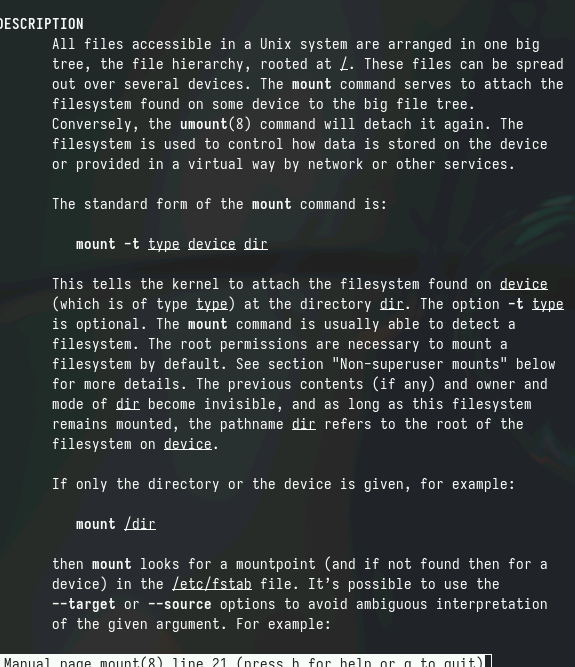 DESCRIPTION
All files accessible in a Unix system are arranged in one big
tree, the file hierarchy, rooted at /. These files can be spread
out over several devices. The mount command serves to attach the
filesystem found on some device to the big file tree.
Conversely, the umount(8) command will detach it again. The
filesystem is used to control how data is stored on the device
or provided in a virtual way by network or other services.
The standard form of the mount command is:
mount -t type device dir
This tells the kernel to attach the filesystem found on device
(which is of type type) at the directory dir. The option -t type
is optional. The mount command is usually able to detect a
filesystem. The root permissions are necessary to mount a
filesystem by default. See section "Non-superuser mounts" below
for more details. The previous contents (if any) and owner and
mode of dir become invisible, and as long as this filesystem
remains mounted, the pathname dir refers to the root of the
filesystem on device.
If only the directory or the device is given, for example:
mount /dir
then mount looks for a mountpoint (and if not found then for a
device) in the /etc/fstab file. It’s possible to use the
--target or --source options to avoid ambiguous interpretation
of the given argument. For example:
Manual page mount(8) line 21 (press h for help or q to quit)